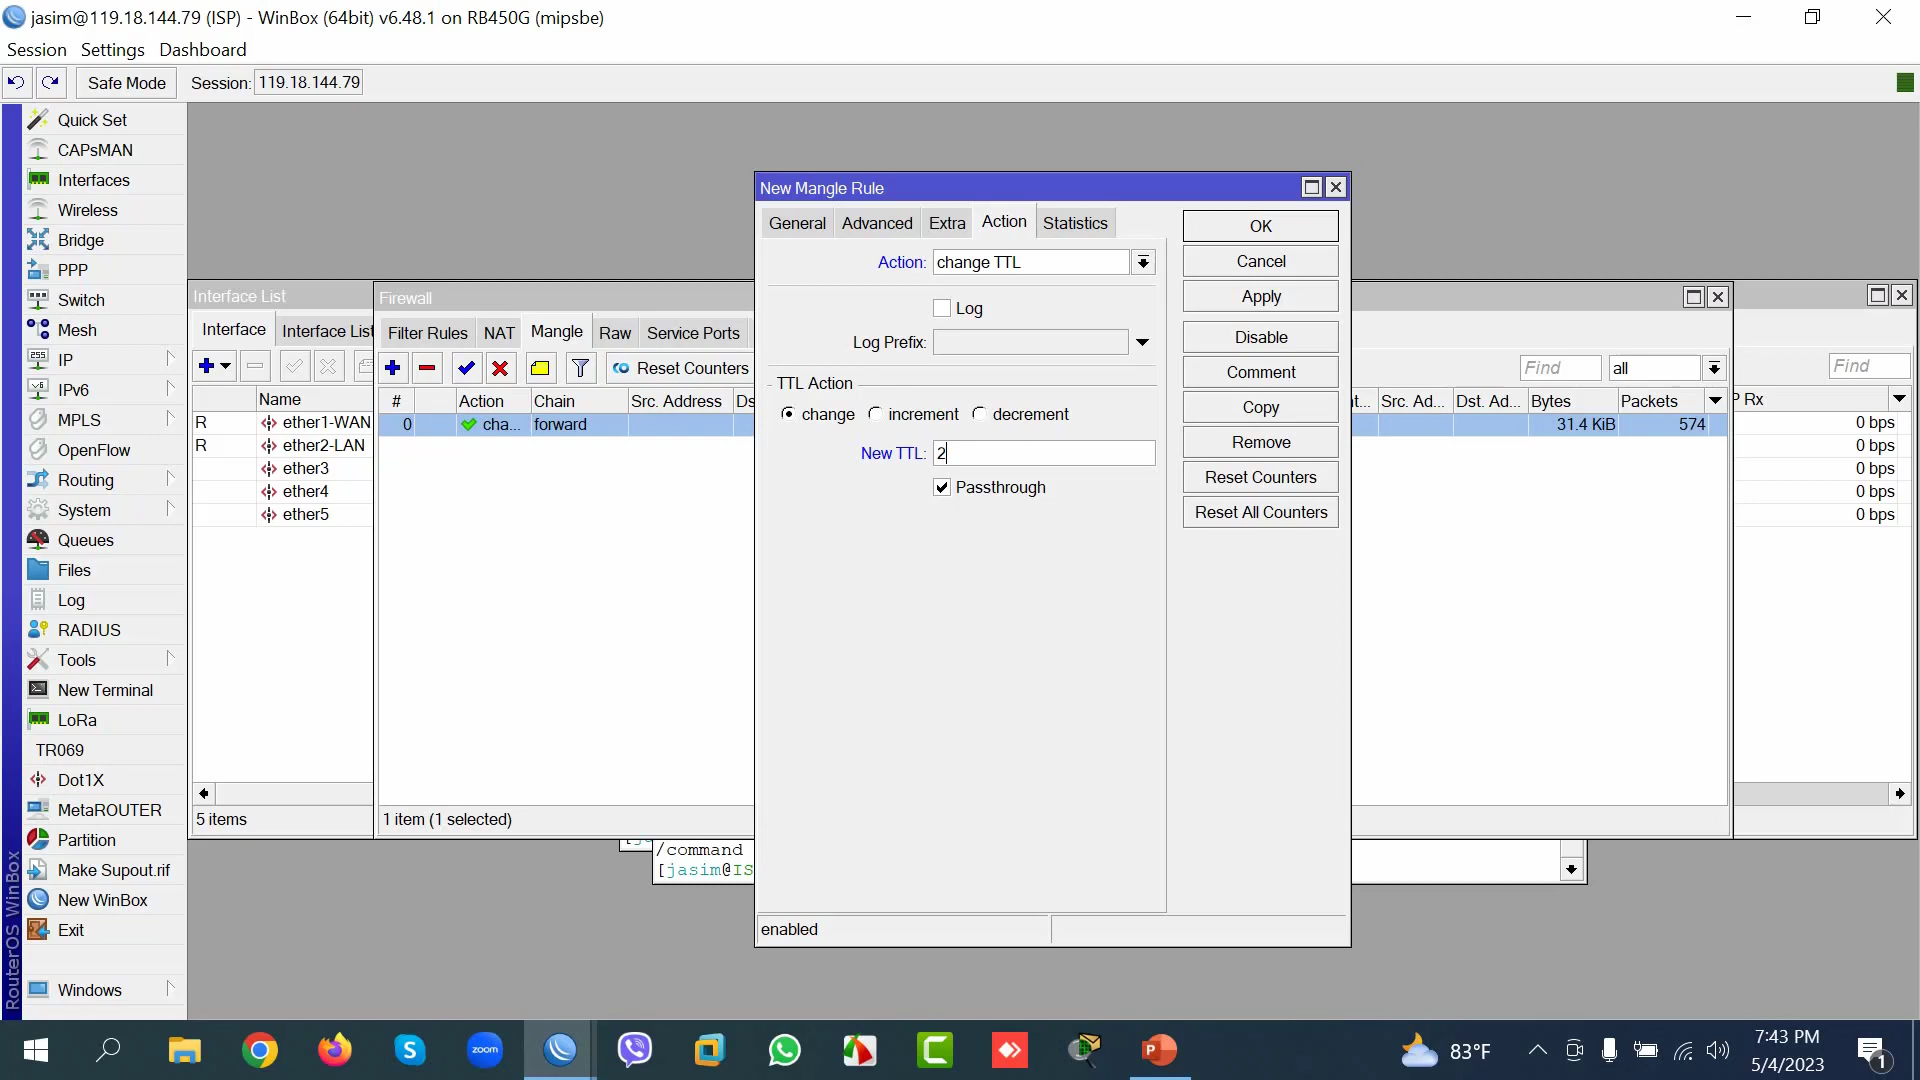 jasim@119.18.144.79 (ISP) - WinBox (64bit) v6.48.1 on RB450G (mipsbe)
Session Settings Dashboard
Safe Mode Session: 119.18.144.79
Quick Set
CAPsMAN
Interfaces
Wireless
Bridge
PPP
Switch
Mesh
IP
IPv6
MPLS
OpenFlow
Routing
System
Queues
Files
Log
RADIUS
Tools
New Terminal
LoRa
TR069
Dot1X
MetaROUTER
Partition
Make Supout.rif
New WinBox
Exit
Windows
RouterOS WinBox
Interface List
Interface Interface List
Name
R ether1-WAN
R ether2-LAN
ether3
ether4
ether5
5 items
Firewall
Filter Rules NAT Mangle Raw Service Ports
Reset Counters
# Action Chain Src. Address Ds
0 cha... forward
1 item (1 selected)
/command
[jasim@IS
New Mangle Rule
General Advanced Extra Action Statistics
Action: change TTL
Log
Log Prefix:
TTL Action
change increment decrement
New TTL: 2
Passthrough
enabled
OK
Cancel
Apply
Disable
Comment
Copy
Remove
Reset Counters
Reset All Counters
Find all
t... Src. Ad... Dst. Ad... Bytes Packets
31.4 KiB 574
Find
P Rx
0 bps
0 bps
0 bps
0 bps
0 bps
zoom
83°F
7:43 PM
5/4/2023
1